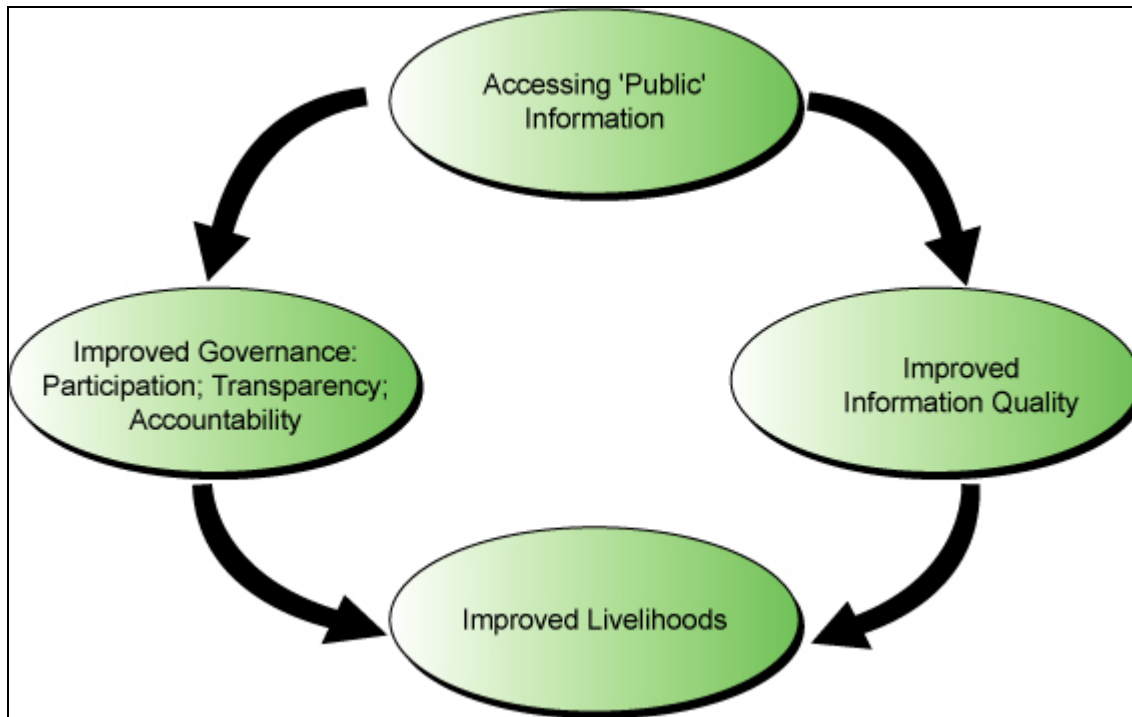 Accessing 'Public'
Information
Improved Governance:
Participation; Transparency;
Accountability
Improved
Information Quality
Improved Livelihoods